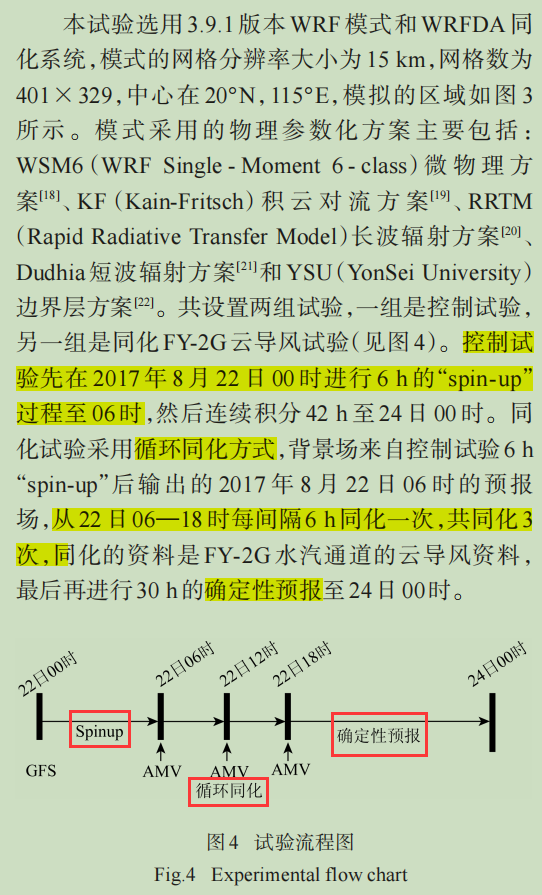 本试验选用3.9.1版本WRF模式和WRFDA同
化系统,模式的网格分辨率大小为15 km,网格数为
401×329,中心在20°N,115°E,模拟的区域如图3
所示。模式采用的物理参数化方案主要包括:
WSM6(WRF Single-Moment 6-class)微物理方
案[18]、KF(Kain-Fritsch)积云对流方案[19]、RRTM
(Rapid Radiative Transfer Model)长波辐射方案[20]、
Dudhia短波辐射方案[21]和YSU(YonSei University)
边界层方案[22]。共设置两组试验,一组是控制试验,
另一组是同化FY-2G云导风试验(见图4)。控制试
验先在2017年8月22日00时进行6 h的“spin-up”
过程至06时,然后连续积分42 h至24日00时。同
化试验采用循环同化方式,背景场来自控制试验6 h
“spin-up”后输出的2017年8月22日06时的预报
场,从22日06—18时每间隔6 h同化一次,共同化3
次,同化的资料是FY-2G水汽通道的云导风资料,
最后再进行30 h的确定性预报至24日00时。
22日00时 22日06时 22日12时 22日18时 24日00时
Spinup 确定性预报
GFS AMV AMV AMV
循环同化
图4 试验流程图
Fig.4 Experimental flow chart